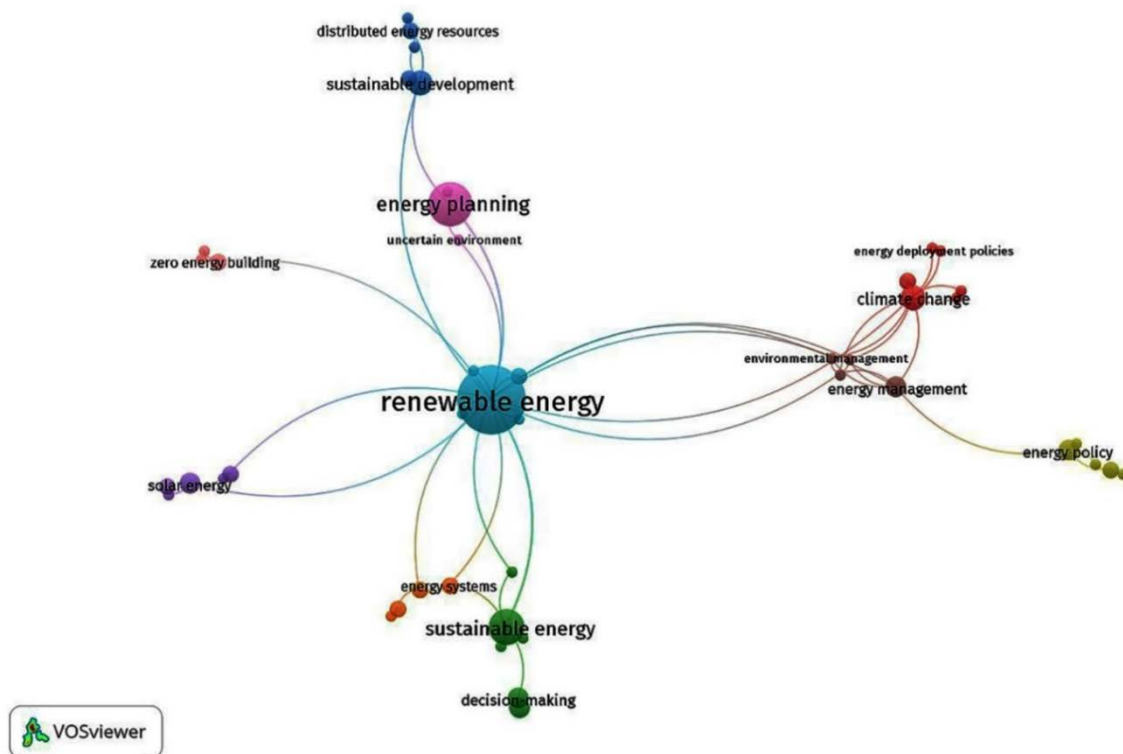 distributed energy resources
sustainable development
energy planning
uncertain environment
zero energy building
energy deployment policies
climate change
environmental management
energy management
renewable energy
energy policy
solar energy
energy systems
sustainable energy
decision-making
VOSviewer